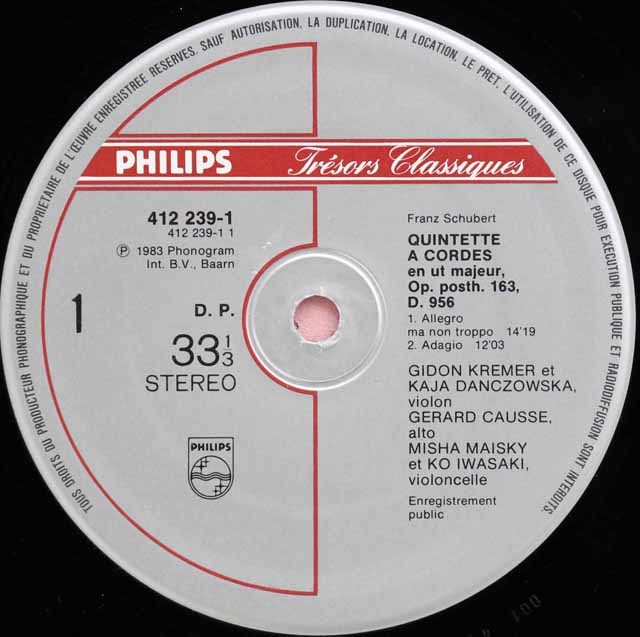 TOUS DROITS DU PRODUCTEUR PHONOGRAPHIQUE ET DU PROPRIETAIRE DE L'ŒUVRE ENREGISTREE RESERVES. SAUF AUTORISATION, LA DUPLICATION, LA LOCATION, LE PRET, L'UTILISATION DE CE DISQUE POUR EXECUTION PUBLIQUE ET RADIODIFFUSION SONT INTERDITS.
PHILIPS Trésors Classiques
412 239-1
412 239-1 1
℗ 1983 Phonogram
Int. B.V., Baarn
1
D. P.
33 1/3
STEREO
PHILIPS
Franz Schubert
QUINTETTE
A CORDES
en ut majeur,
Op. posth. 163,
D. 956
1. Allegro
ma non troppo 14'19
2. Adagio 12'03
GIDON KREMER et
KAJA DANCZOWSKA,
violon
GERARD CAUSSE,
alto
MISHA MAISKY
et KO IWASAKI,
violoncelle
Enregistrement
public